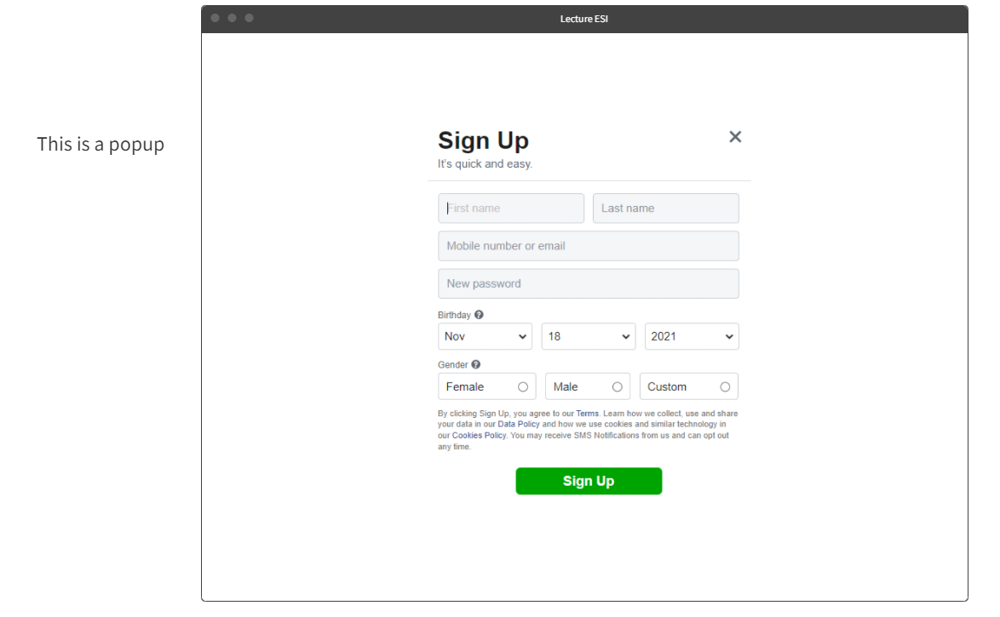 Lecture ESI
This is a popup
Sign Up
It's quick and easy.
First name Last name
Mobile number or email
New password
Birthday
Nov 18 2021
Gender
Female Male Custom
By clicking Sign Up, you agree to our Terms. Learn how we collect, use and share
your data in our Data Policy and how we use cookies and similar technology in
our Cookies Policy. You may receive SMS Notifications from us and can opt out
any time.
Sign Up